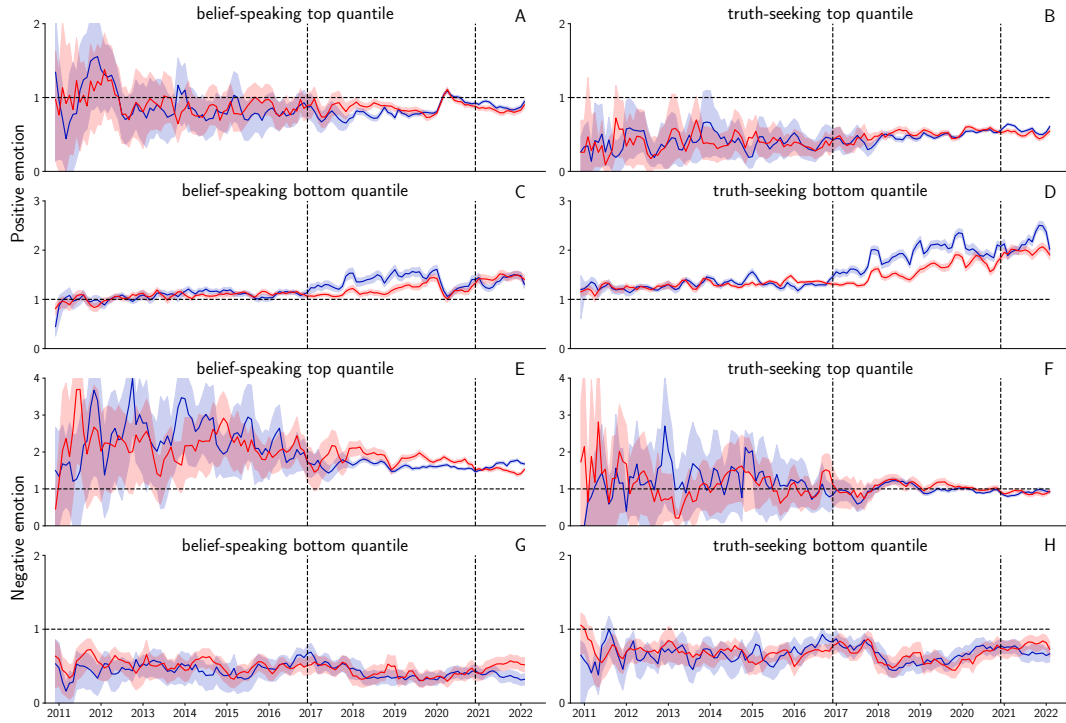 belief-speaking top quantile A
2
1
0
truth-seeking top quantile B
2
1
0
Positive emotion
belief-speaking bottom quantile C
3
2
1
0
truth-seeking bottom quantile D
3
2
1
0
belief-speaking top quantile E
4
3
2
1
0
truth-seeking top quantile F
4
3
2
1
0
Negative emotion
belief-speaking bottom quantile G
2
1
0
2011 2012 2013 2014 2015 2016 2017 2018 2019 2020 2021 2022
truth-seeking bottom quantile H
2
1
0
2011 2012 2013 2014 2015 2016 2017 2018 2019 2020 2021 2022